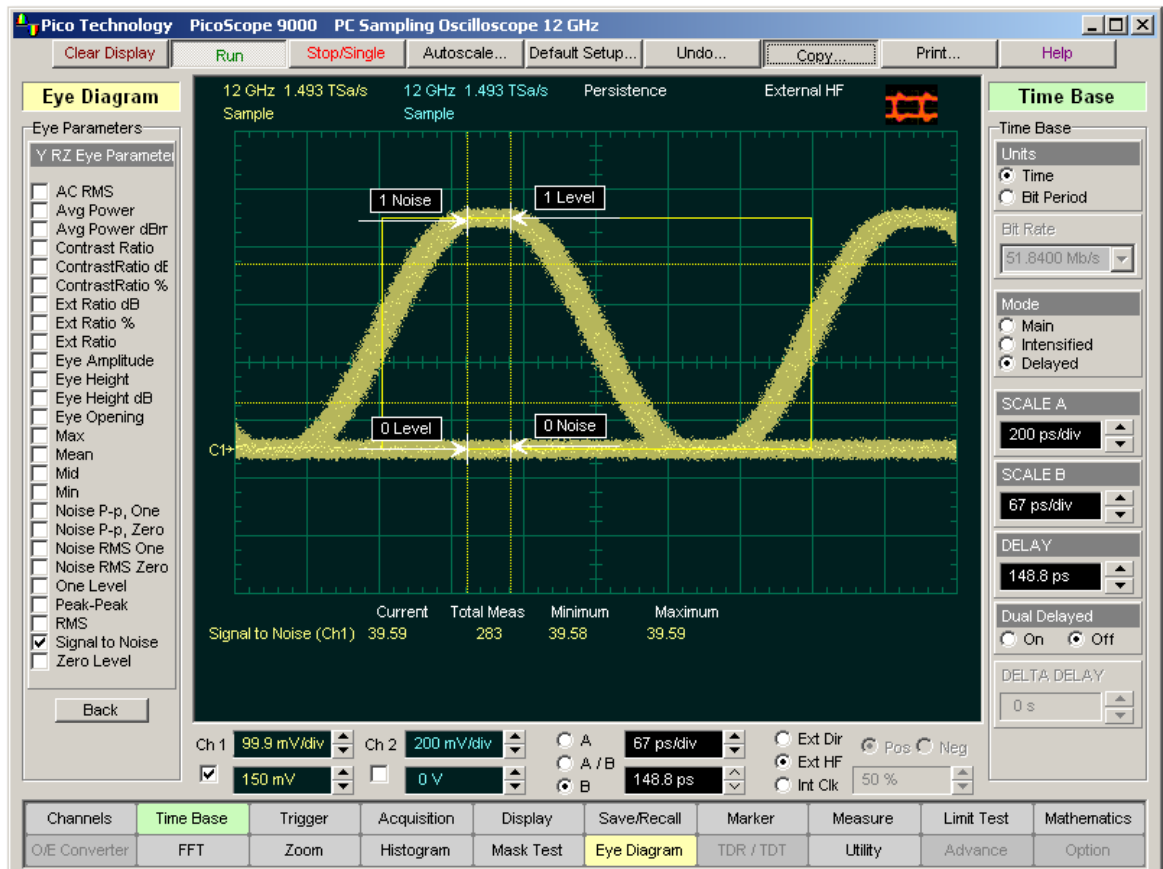 Pico Technology PicoScope 9000 PC Sampling Oscilloscope 12 GHz
Clear Display Run Stop/Single Autoscale... Default Setup... Undo... Copy... Print... Help
Eye Diagram
Eye Parameters
Y RZ Eye Parameter
AC RMS
Avg Power
Avg Power dBm
Contrast Ratio
ContrastRatio dE
ContrastRatio %
Ext Ratio dB
Ext Ratio %
Ext Ratio
Eye Amplitude
Eye Height
Eye Height dB
Eye Opening
Max
Mean
Mid
Min
Noise P-p, One
Noise P-p, Zero
Noise RMS One
Noise RMS Zero
One Level
Peak-Peak
RMS
Signal to Noise
Zero Level
Back
12 GHz 1.493 TSa/s 12 GHz 1.493 TSa/s Persistence External HF
Sample Sample
1 Noise 1 Level
0 Level 0 Noise
C1
Current Total Meas Minimum Maximum
Signal to Noise (Ch1) 39.59 283 39.58 39.59
Time Base
Time Base
Units
Time
Bit Period
Bit Rate
51.8400 Mb/s
Mode
Main
Intensified
Delayed
SCALE A
200 ps/div
SCALE B
67 ps/div
DELAY
148.8 ps
Dual Delayed
On Off
DELTA DELAY
0 s
Ch 1 99.9 mV/div Ch 2 200 mV/div A 67 ps/div Ext Dir Pos Neg
A / B Ext HF
150 mV 0 V B 148.8 ps Int Clk 50 %
Channels Time Base Trigger Acquisition Display Save/Recall Marker Measure Limit Test Mathematics
O/E Converter FFT Zoom Histogram Mask Test Eye Diagram TDR / TDT Utility Advance Option